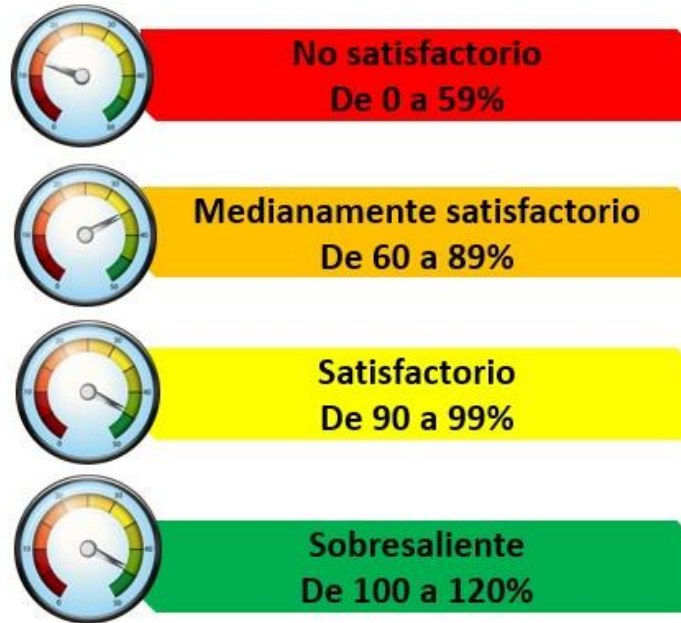 No satisfactorio
De 0 a 59%
Medianamente satisfactorio
De 60 a 89%
Satisfactorio
De 90 a 99%
Sobresaliente
De 100 a 120%